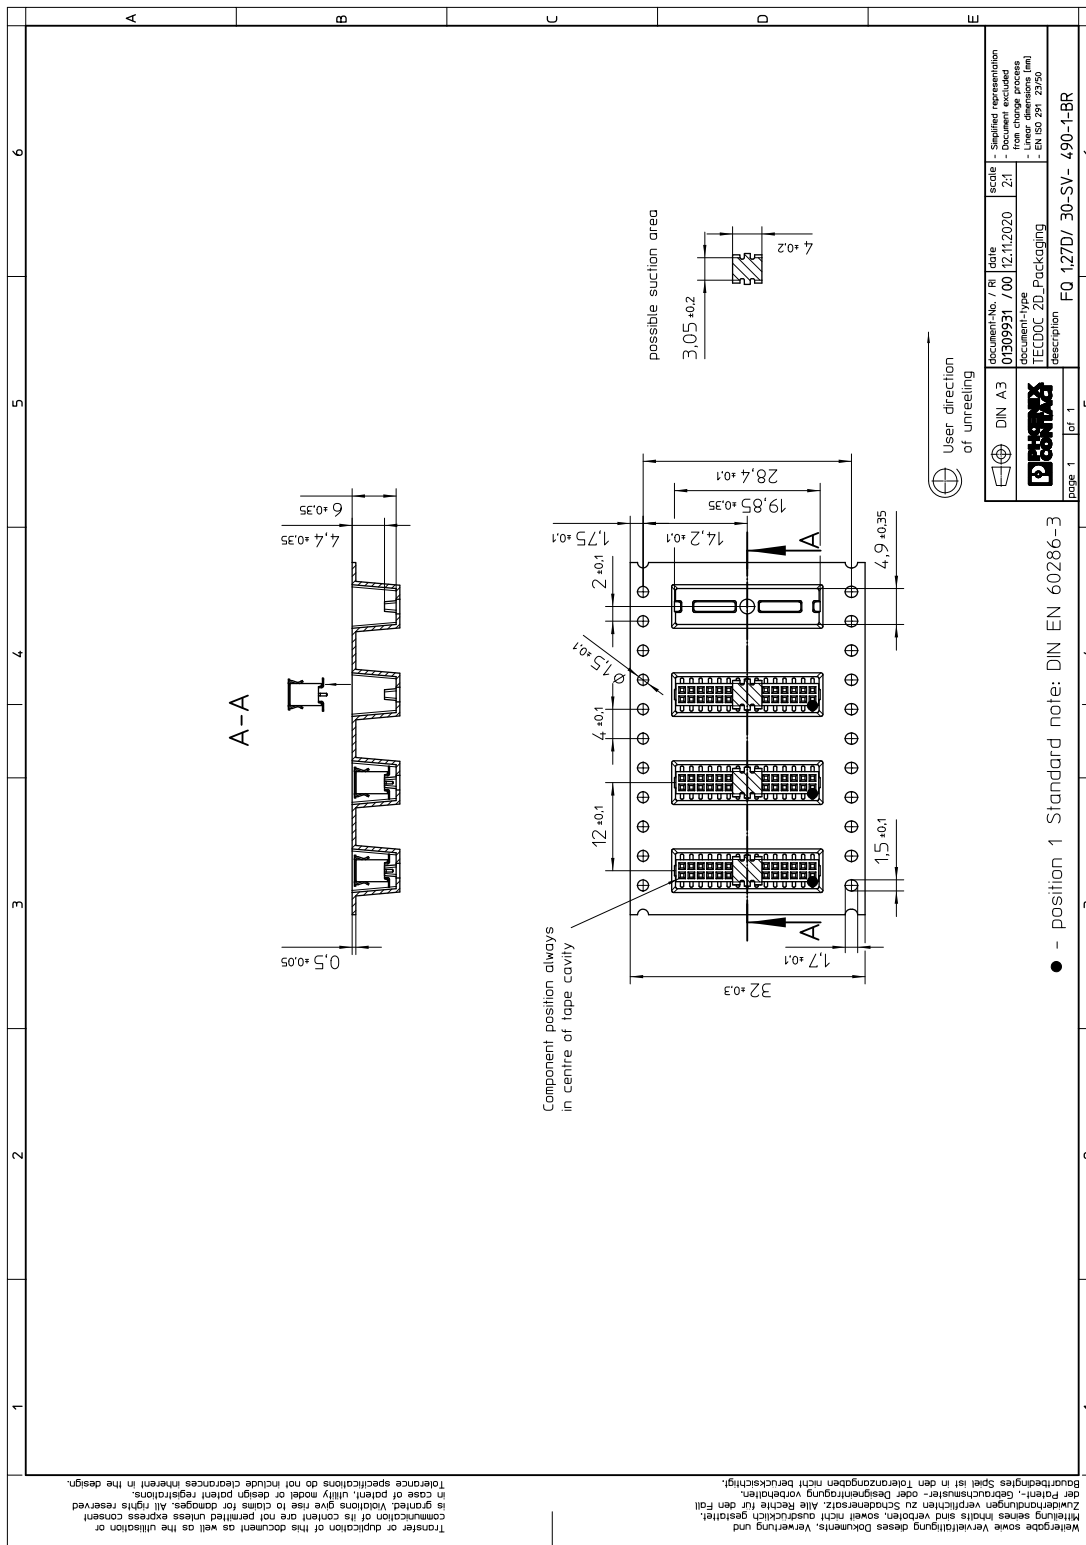 A
B
C
D
E
1
2
3
4
5
6
A-A
0,5 ±0,05
4,4 ±0,35
6 ±0,35
Component position always
in centre of tape cavity
12 ±0,1
4 ±0,1
Ø 1,5 ±0,1
2 ±0,1
1,75 ±0,1
14,2 ±0,1
19,85 ±0,35
28,4 ±0,1
32 ±0,3
1,7 ±0,1
1,5 ±0,1
4,9 ±0,35
A
A
possible suction area
3,05 ±0,2
4 ±0,2
User direction
of unreeling
● - position 1 Standard note: DIN EN 60286-3
DIN A3
PHOENIX
CONTACT
page 1 of 1
document-No. / RI
01309931 / 00
date
12.11.2020
scale
2:1
- Simplified representation
- Document excluded
from change process
- Linear dimensions [mm]
- EN ISO 291 23/50
document-type
TECDOC 2D_Packaging
description
FQ 1,27D/ 30-SV- 490-1-BR
Transfer or duplication of this document as well as the utilisation or
communication of its content are not permitted unless express consent
is granted. Violations give rise to claims for damages. All rights reserved
in case of patent, utility model or design patent registrations.
Tolerance specifications do not include clearances inherent in the design.
Weitergabe sowie Vervielfältigung dieses Dokuments, Verwertung und
Mitteilung seines Inhalts sind verboten, soweit nicht ausdrücklich gestattet.
Zuwiderhandlungen verpflichten zu Schadenersatz. Alle Rechte für den Fall
der Patent-, Gebrauchsmuster- oder Designeintragung vorbehalten.
Bauartbedingtes Spiel ist in den Toleranzangaben nicht berücksichtigt.